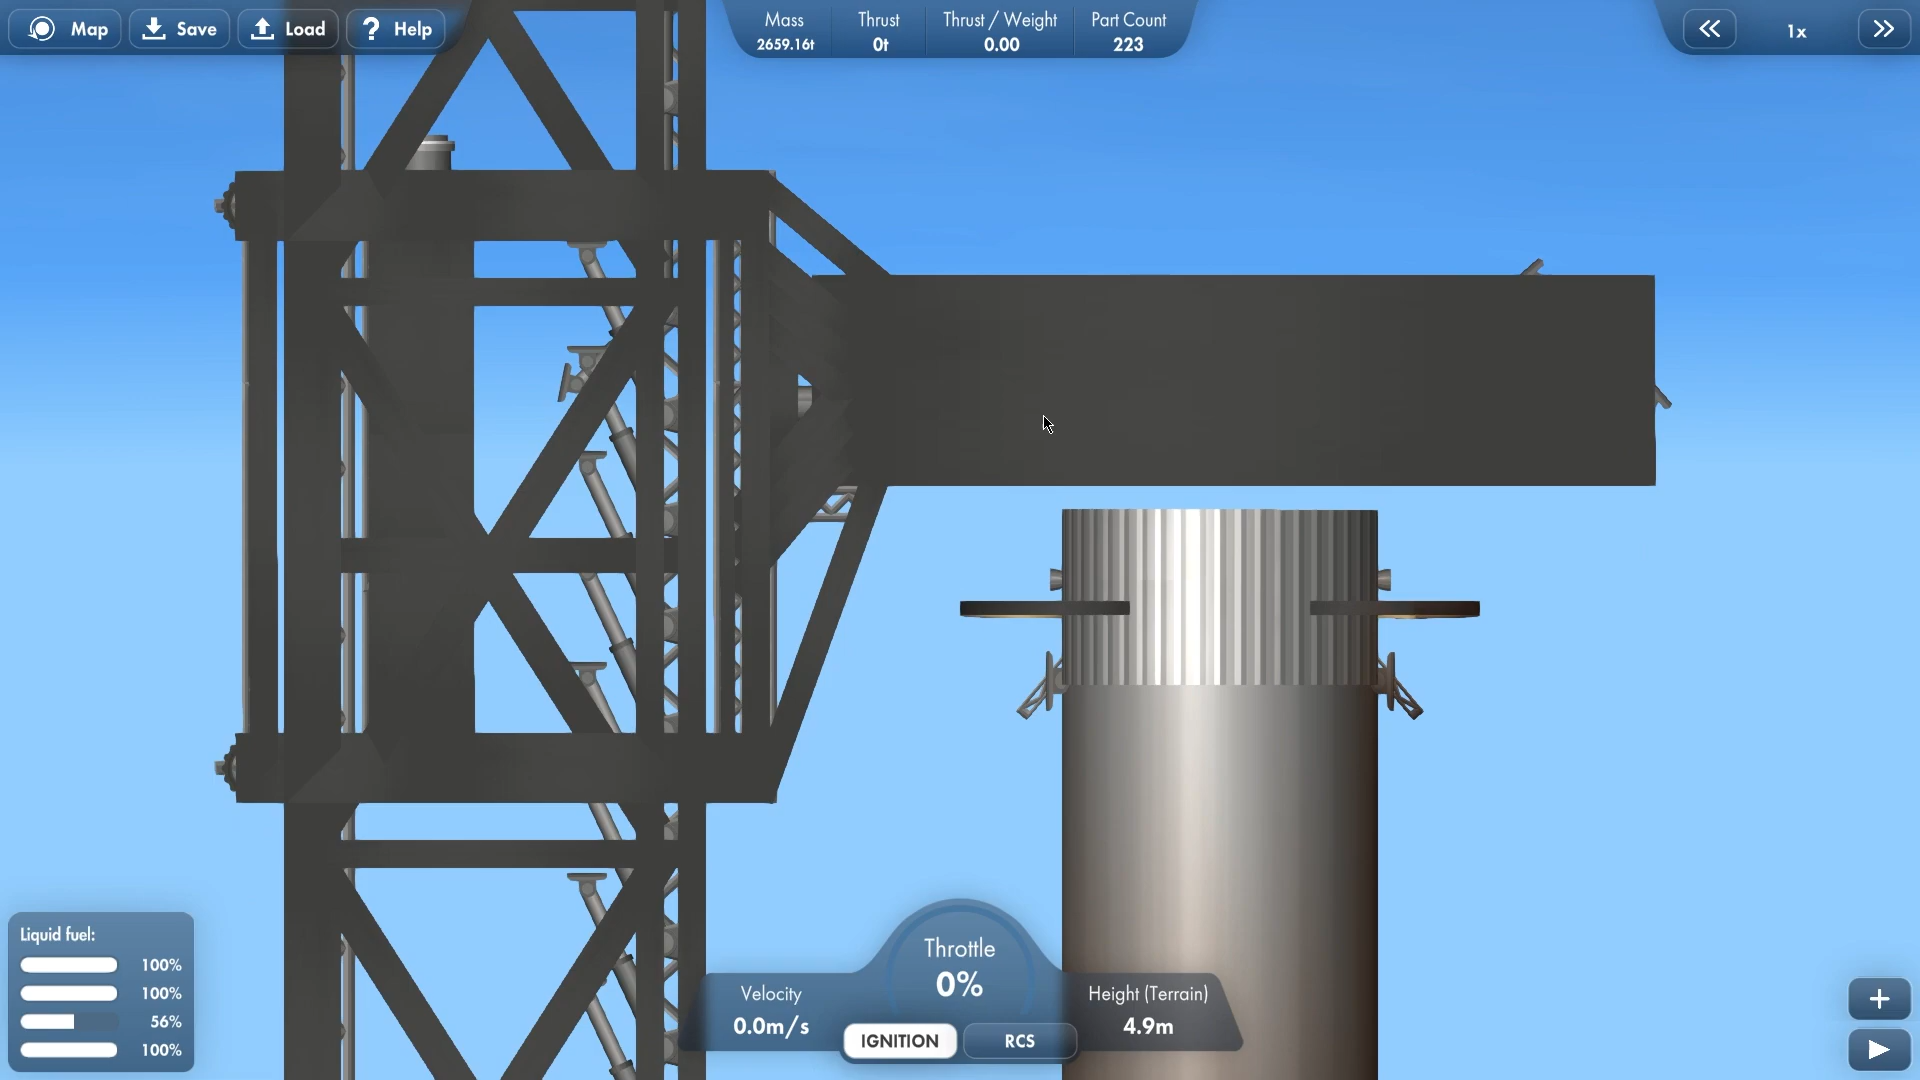 Map
Save
Load
? Help
Mass
2659.16t
Thrust
0t
Thrust / Weight
0.00
Part Count
223
1x
Liquid fuel:
100%
100%
56%
100%
Throttle
0%
Velocity
0.0m/s
Height (Terrain)
4.9m
IGNITION
RCS